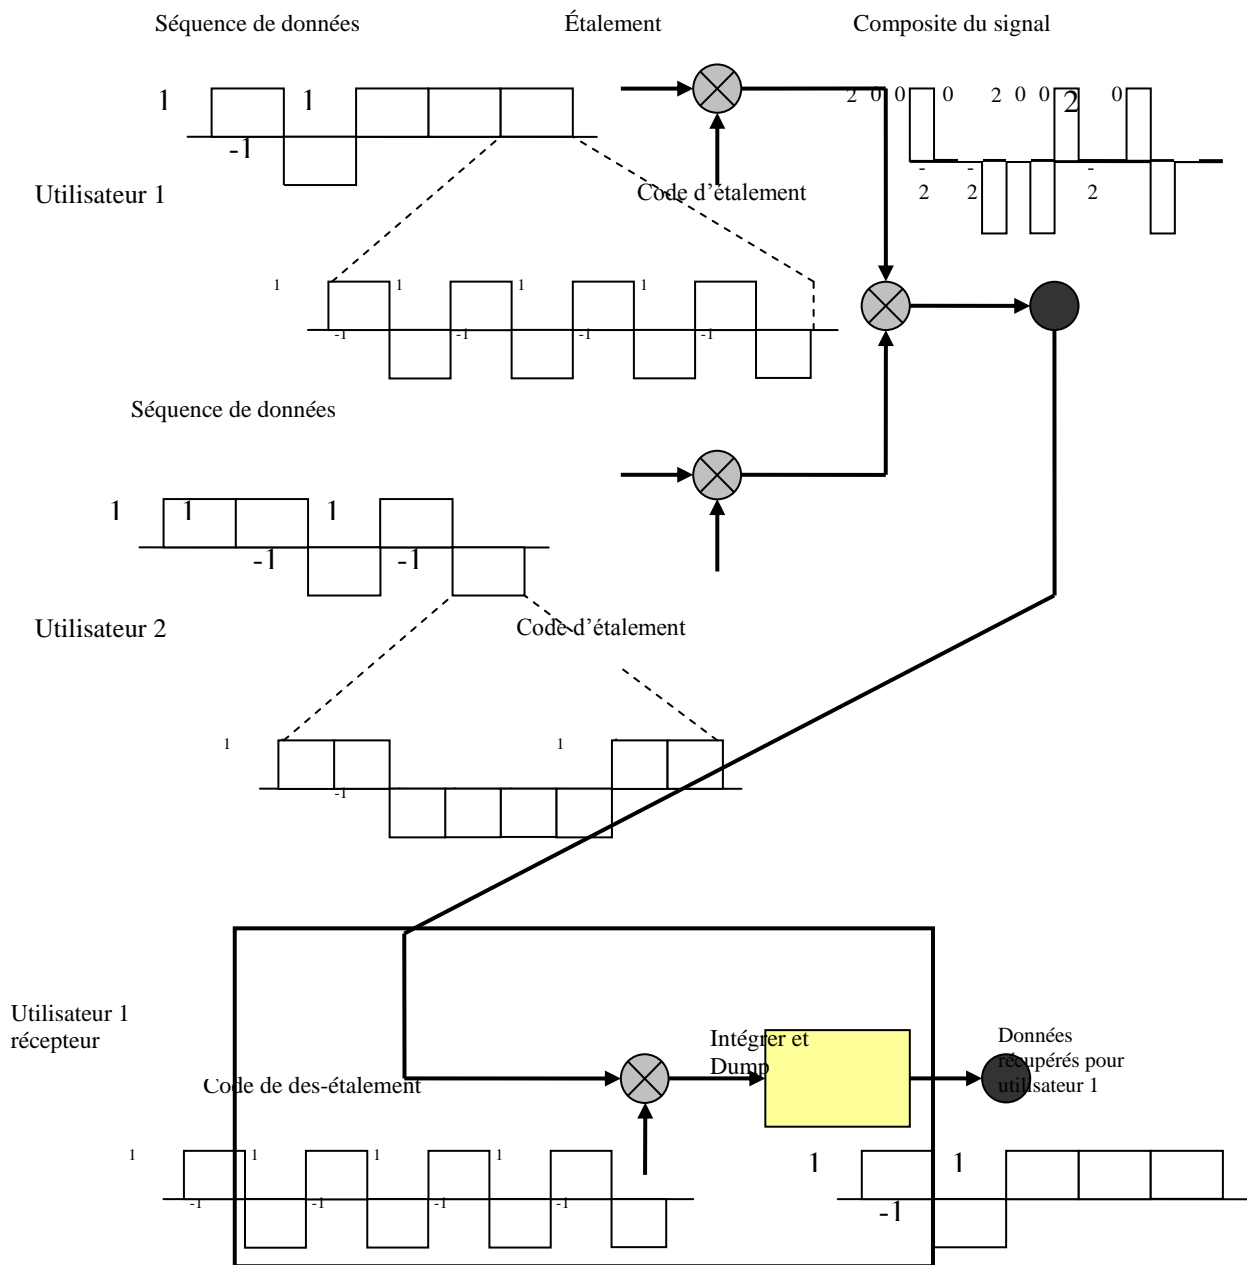 Séquence de données Étalement Composite du signal
1 1
-1
2 0 0 0 2 0 0 2 0
-2 -2 -2
Utilisateur 1
Code d'étalement
1 1 1 1
-1 -1 -1 -1
Séquence de données
1 1 1
-1 -1
Utilisateur 2
Code d'étalement
1 1
-1
Utilisateur 1
récepteur
Intégrer et
Dump
Données
récupérés pour
utilisateur 1
Code de des-étalement
1 1 1 1
-1 -1 -1 -1
1 1
-1